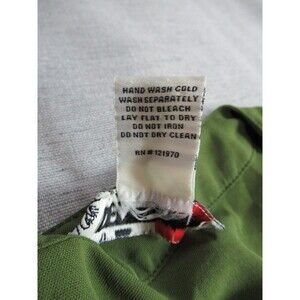 HAND WASH COLD
WASH SEPARATELY
DO NOT BLEACH
LAY FLAT TO DRY
DO NOT IRON
DO NOT DRY CLEAN
RN # 121970